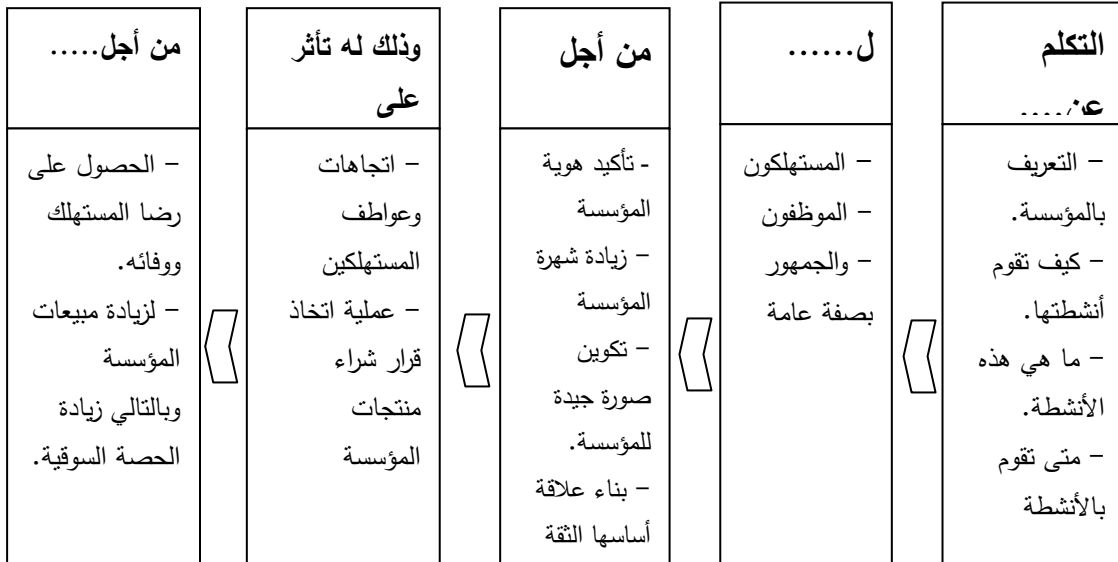 التكلم
عن....
– التعريف
بالمؤسسة.
– كيف تقوم
أنشطتها.
– ما هي هذه
الأنشطة.
– متى تقوم
بالأنشطة
ل......
– المستهلكون
– الموظفون
– والجمهور
بصفة عامة
من أجل
- تأكيد هوية
المؤسسة
– زيادة شهرة
المؤسسة
– تكوين
صورة جيدة
للمؤسسة.
– بناء علاقة
أساسها الثقة
وذلك له تأثر
على
– اتجاهات
وعواطف
المستهلكين
– عملية اتخاذ
قرار شراء
منتجات
المؤسسة
من أجل.....
– الحصول على
رضا المستهلك
ووفائه.
– لزيادة مبيعات
المؤسسة
وبالتالي زيادة
الحصة السوقية.